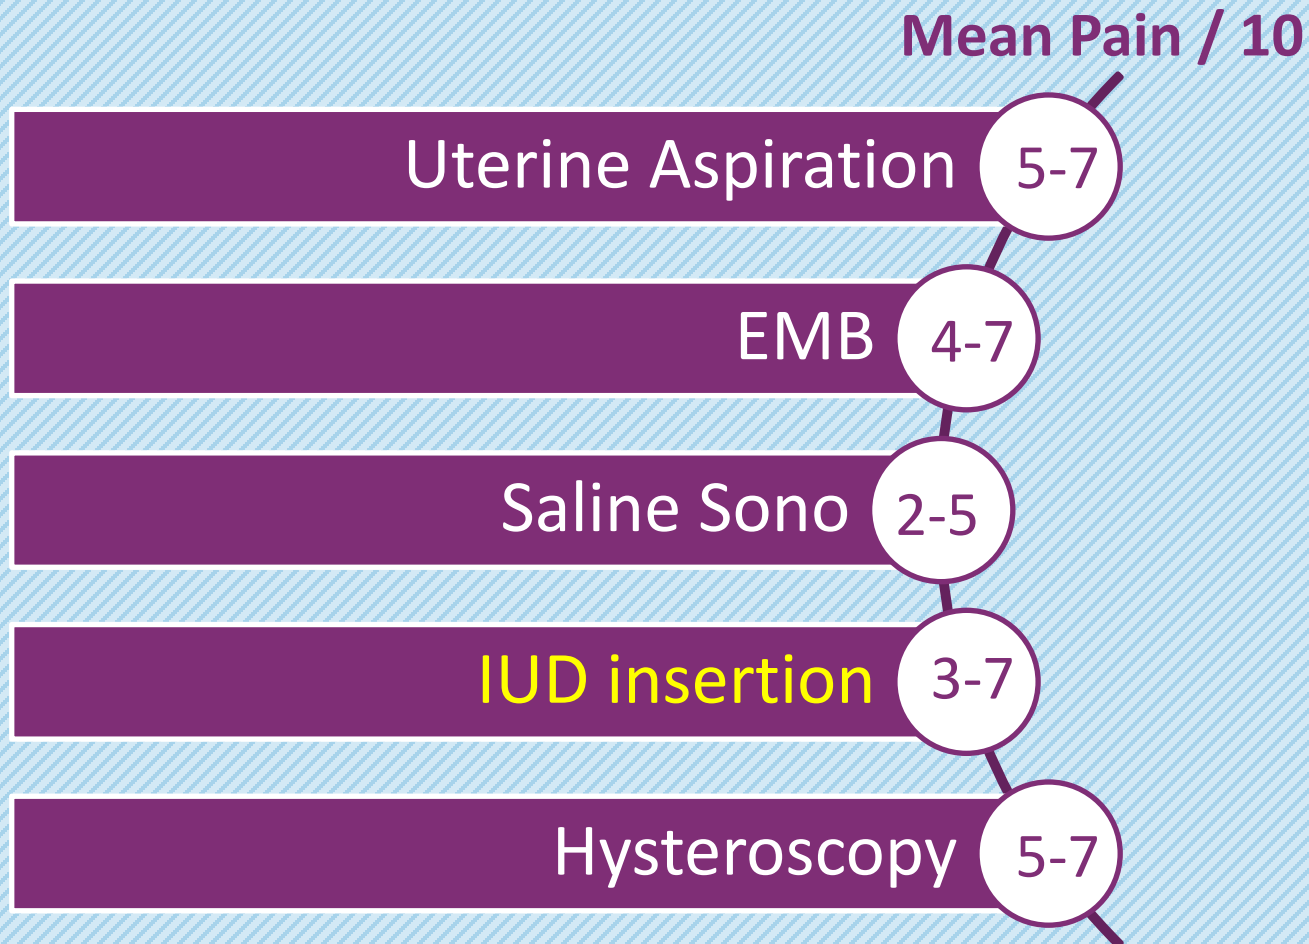 Mean Pain / 10
Uterine Aspiration 5-7
EMB 4-7
Saline Sono 2-5
IUD insertion 3-7
Hysteroscopy 5-7